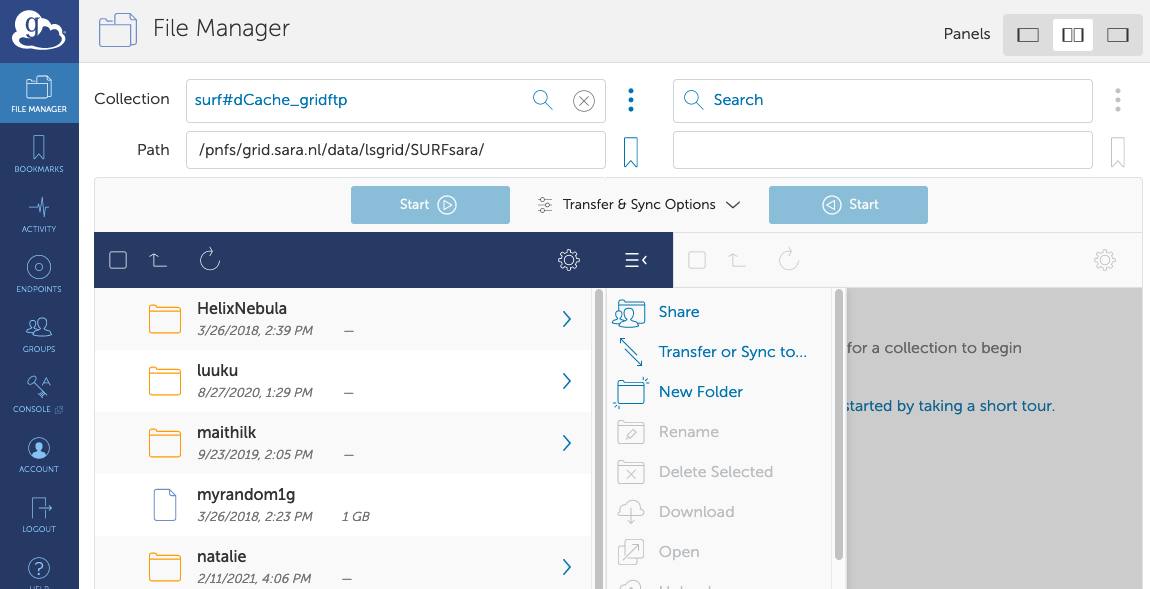 g
File Manager
Panels
FILE MANAGER
BOOKMARKS
ACTIVITY
ENDPOINTS
GROUPS
CONSOLE
ACCOUNT
LOGOUT
?
HELP
Collection
surf#dCache_gridftp
Search
Path
/pnfs/grid.sara.nl/data/lsgrid/SURFsara/
Start
Transfer & Sync Options
Start
HelixNebula
3/26/2018, 2:39 PM —
luuku
8/27/2020, 1:29 PM —
maithilk
9/23/2019, 2:05 PM —
myrandom1g
3/26/2018, 2:23 PM 1 GB
natalie
2/11/2021, 4:06 PM —
Share
Transfer or Sync to...
New Folder
Rename
Delete Selected
Download
Open
for a collection to begin
started by taking a short tour.